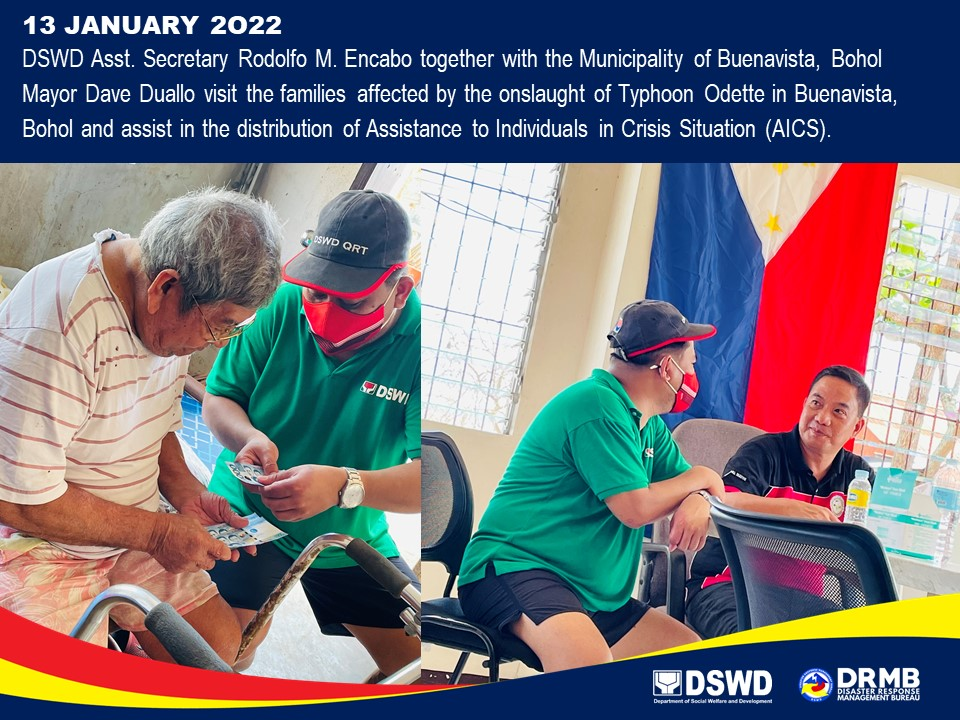 13 JANUARY 2022
DSWD Asst. Secretary Rodolfo M. Encabo together with the Municipality of Buenavista, Bohol
Mayor Dave Duallo visit the families affected by the onslaught of Typhoon Odette in Buenavista,
Bohol and assist in the distribution of Assistance to Individuals in Crisis Situation (AICS).
DSWD QRT
DSWD
DSWD
Department of Social Welfare and Development
DRMB
DISASTER RESPONSE
MANAGEMENT BUREAU